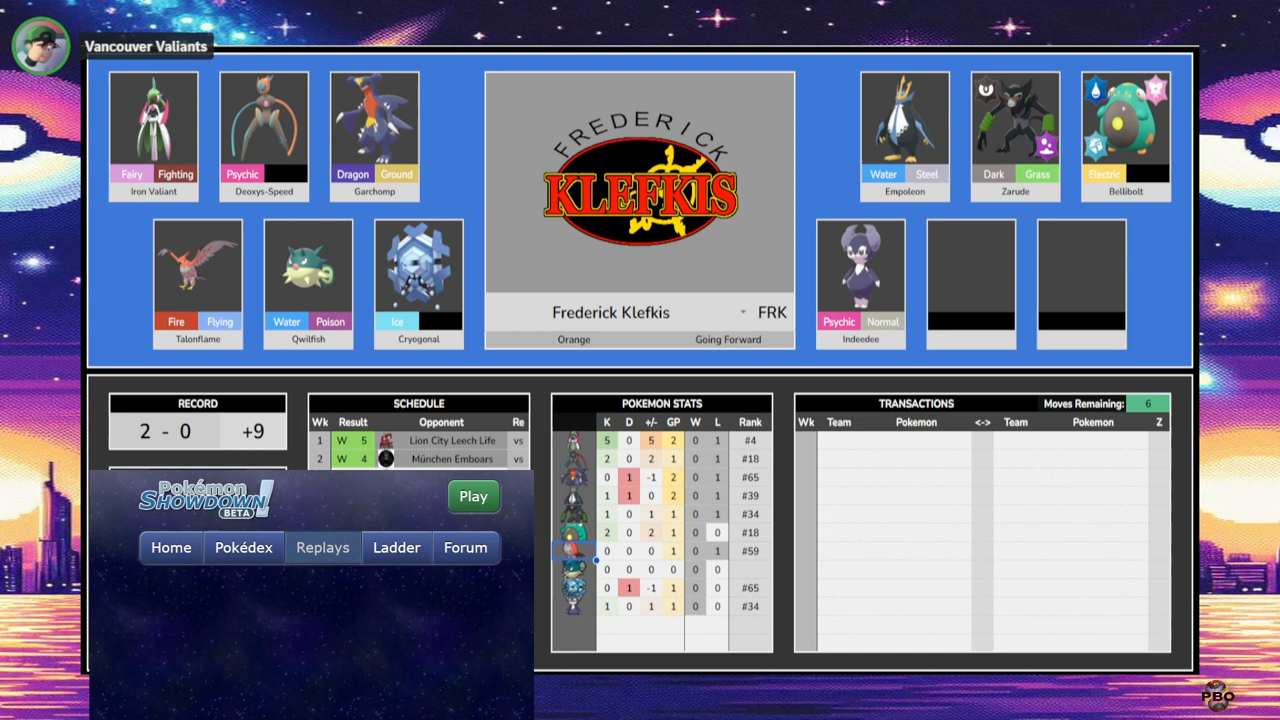 Vancouver Valiants
Fairy Fighting
Iron Valiant
Psychic
Deoxys-Speed
Dragon Ground
Garchomp
FREDERICK
KLEFKIS
Water Steel
Empoleon
Dark Grass
Zarude
Electric
Bellibolt
Fire Flying
Talonflame
Water Poison
Qwilfish
Ice
Cryogonal
Frederick Klefkis FRK
Orange Going Forward
Psychic Normal
Indeedee
RECORD
2 - 0 +9
SCHEDULE
Wk Result Opponent Re
1 W 5 Lion City Leech Life vs
2 W 4 München Emboars vs
POKEMON STATS
K D +/- GP W L Rank
5 0 5 2 0 1 #4
2 0 2 1 0 1 #18
0 1 -1 2 0 1 #65
1 1 0 2 0 1 #39
1 0 1 1 0 1 #34
2 0 2 1 0 0 #18
0 0 0 1 0 1 #59
0 0 0 0 0 0
0 1 -1 1 0 0 #65
1 0 1 1 0 0 #34
TRANSACTIONS Moves Remaining: 6
Wk Team Pokemon <-> Team Pokemon Z
Pokémon
SHOWDOWN!
BETA
Play
Home Pokédex Replays Ladder Forum
PBO